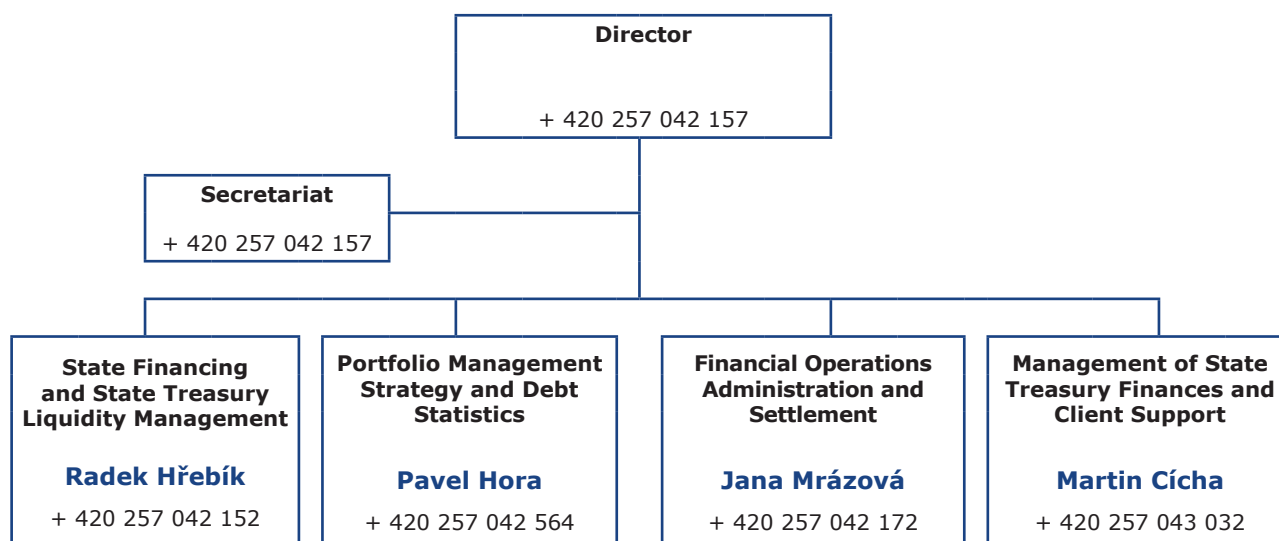 Director
+ 420 257 042 157
Secretariat
+ 420 257 042 157
State Financing
and State Treasury
Liquidity Management
Radek Hřebík
+ 420 257 042 152
Portfolio Management
Strategy and Debt
Statistics
Pavel Hora
+ 420 257 042 564
Financial Operations
Administration and
Settlement
Jana Mrázová
+ 420 257 042 172
Management of State
Treasury Finances and
Client Support
Martin Cícha
+ 420 257 043 032